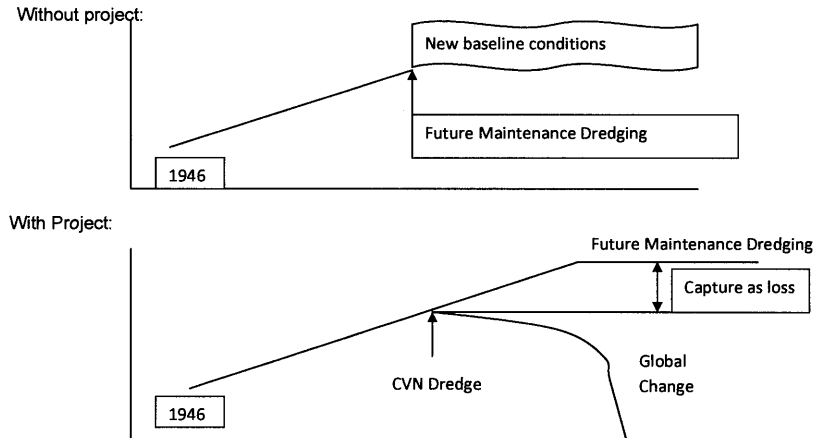 Without project:
New baseline conditions
Future Maintenance Dredging
1946
With Project:
Future Maintenance Dredging
Capture as loss
Global
Change
CVN Dredge
1946